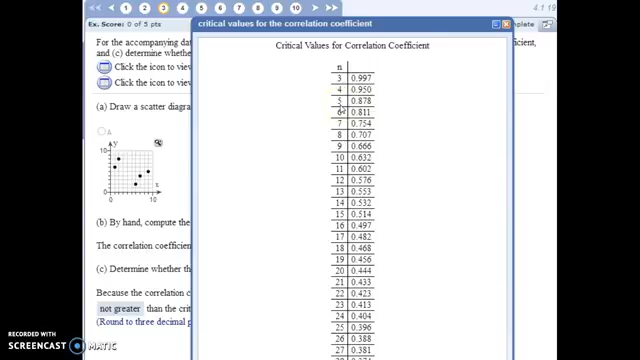 critical values for the correlation coefficient
4.1.19
1 2 3 4 5 6 7 8 9 10
Ex. Score: 0 of 5 pts
For the accompanying dat
and (c) determine whethe
Click the icon to view
Click the icon to view
(a) Draw a scatter diagra
A.
y
10
0
0
10
x
(b) By hand, compute the
The correlation coefficien
(c) Determine whether th
Because the correlation c
not greater than the criti
(Round to three decimal p
Critical Values for Correlation Coefficient
n
3 0.997
4 0.950
5 0.878
6 0.811
7 0.754
8 0.707
9 0.666
10 0.632
11 0.602
12 0.576
13 0.553
14 0.532
15 0.514
16 0.497
17 0.482
18 0.468
19 0.456
20 0.444
21 0.433
22 0.423
23 0.413
24 0.404
25 0.396
26 0.388
27 0.381
RECORDED WITH
SCREENCAST MATIC